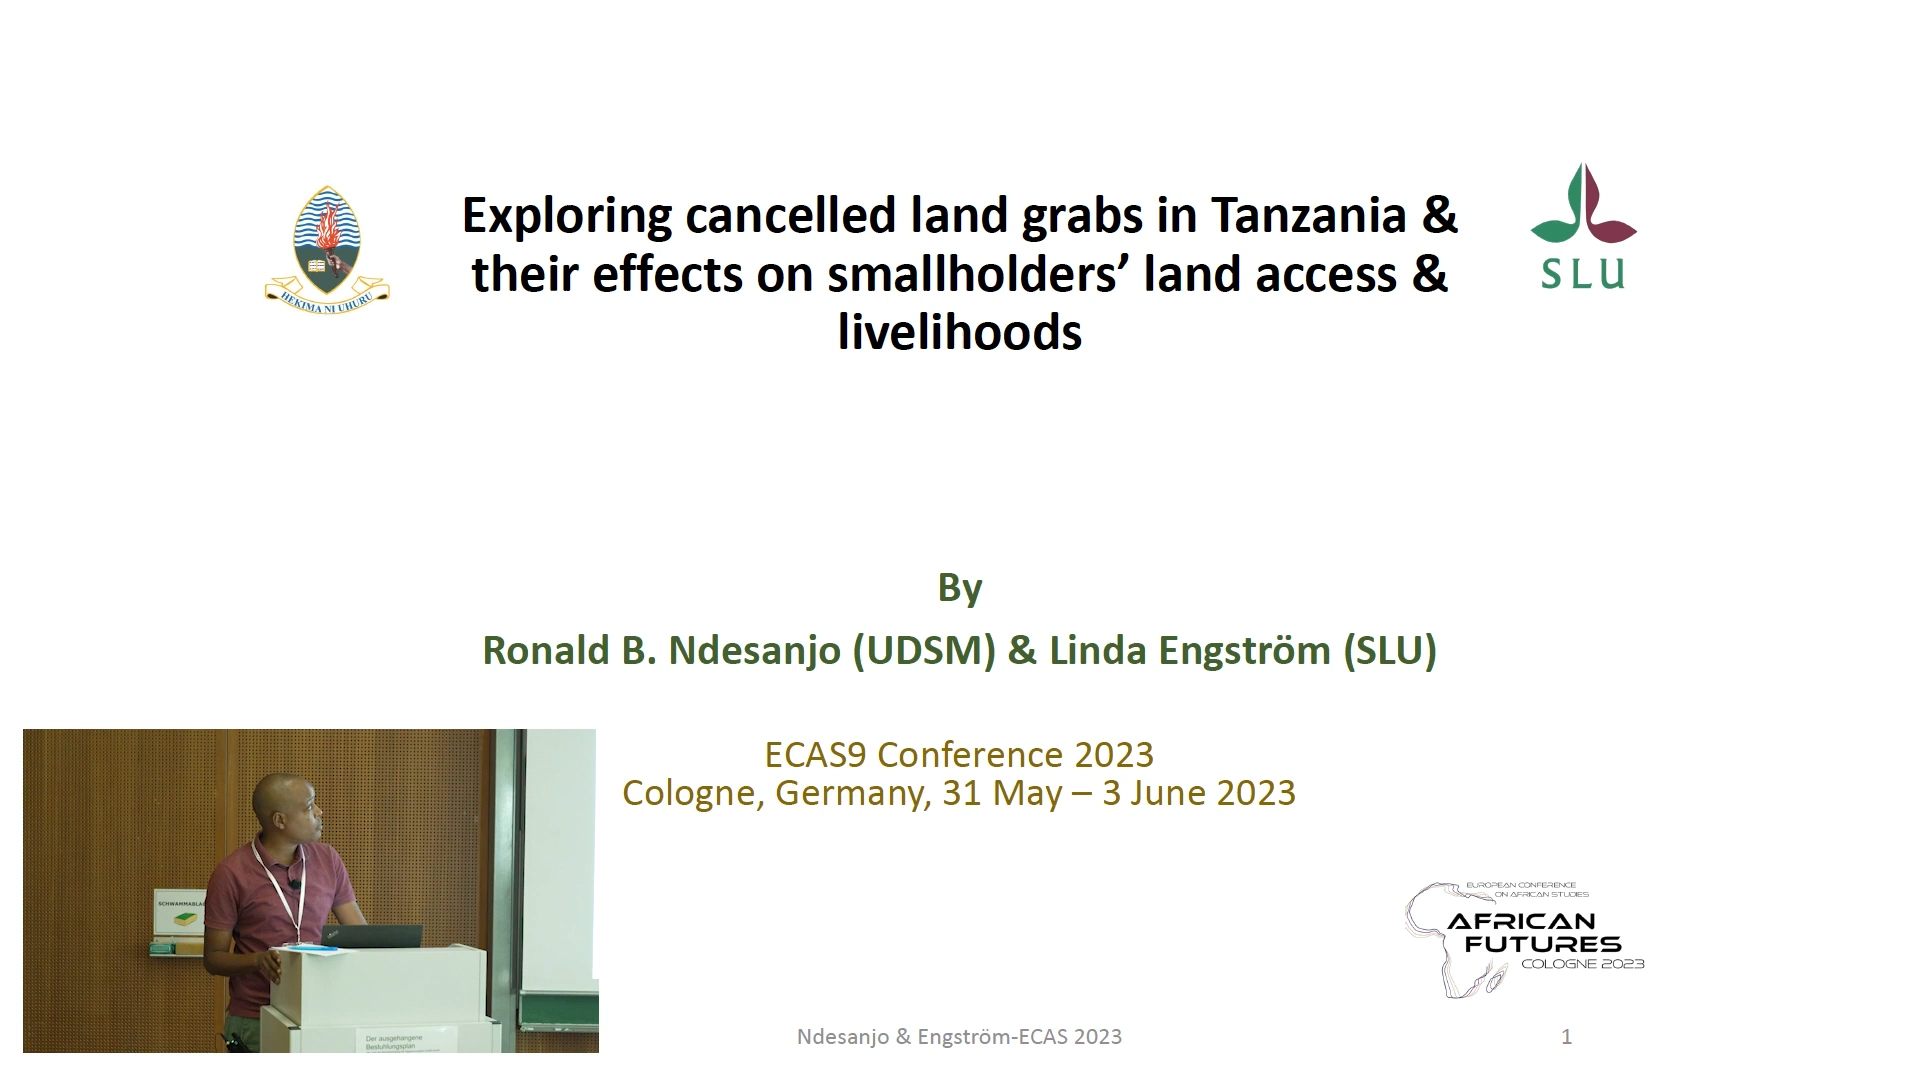 Exploring cancelled land grabs in Tanzania &
their effects on smallholders’ land access &
livelihoods
HEKIMA NI UHURU
SLU
By
Ronald B. Ndesanjo (UDSM) & Linda Engström (SLU)
ECAS9 Conference 2023
Cologne, Germany, 31 May – 3 June 2023
SCHWAMMABLAG
Der ausgehangene
Bestuhlungsplan
EUROPEAN CONFERENCE
ON AFRICAN STUDIES
AFRICAN
FUTURES
COLOGNE 2023
Ndesanjo & Engström-ECAS 2023
1